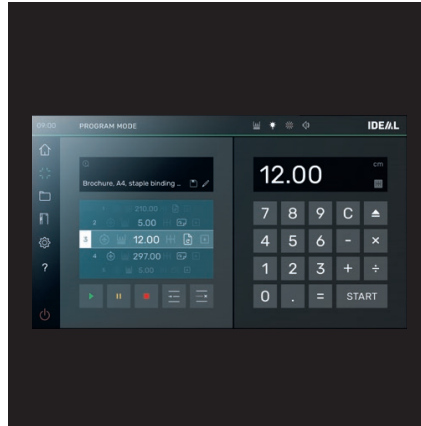 09:00 PROGRAM MODE IDEAL
Brochure, A4, staple binding ...
210.00
2 5.00
3 12.00
4 297.00
5.00
cm
12.00
7 8 9 C
4 5 6 - ×
1 2 3 + ÷
0 . = START
?